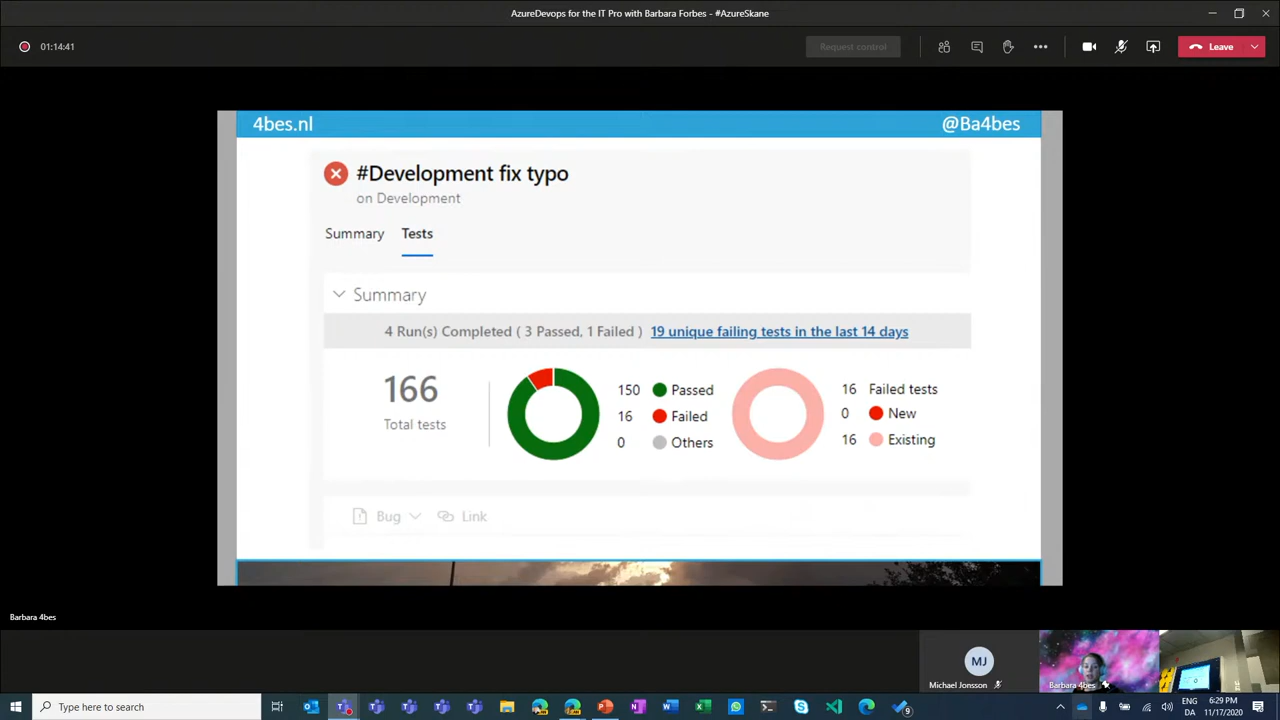 AzureDevops for the IT Pro with Barbara Forbes - #AzureSkane
01:14:41
Request control
Leave
4bes.nl
@Ba4bes
#Development fix typo
on Development
Summary
Tests
Summary
4 Run(s) Completed ( 3 Passed, 1 Failed )
19 unique failing tests in the last 14 days
166
Total tests
150 Passed
16 Failed
0 Others
16 Failed tests
0 New
16 Existing
Bug
Link
Barbara 4bes
MJ
Michael Jonsson
Barbara 4bes
Type here to search
9
6:29 PM
DA
11/17/2020